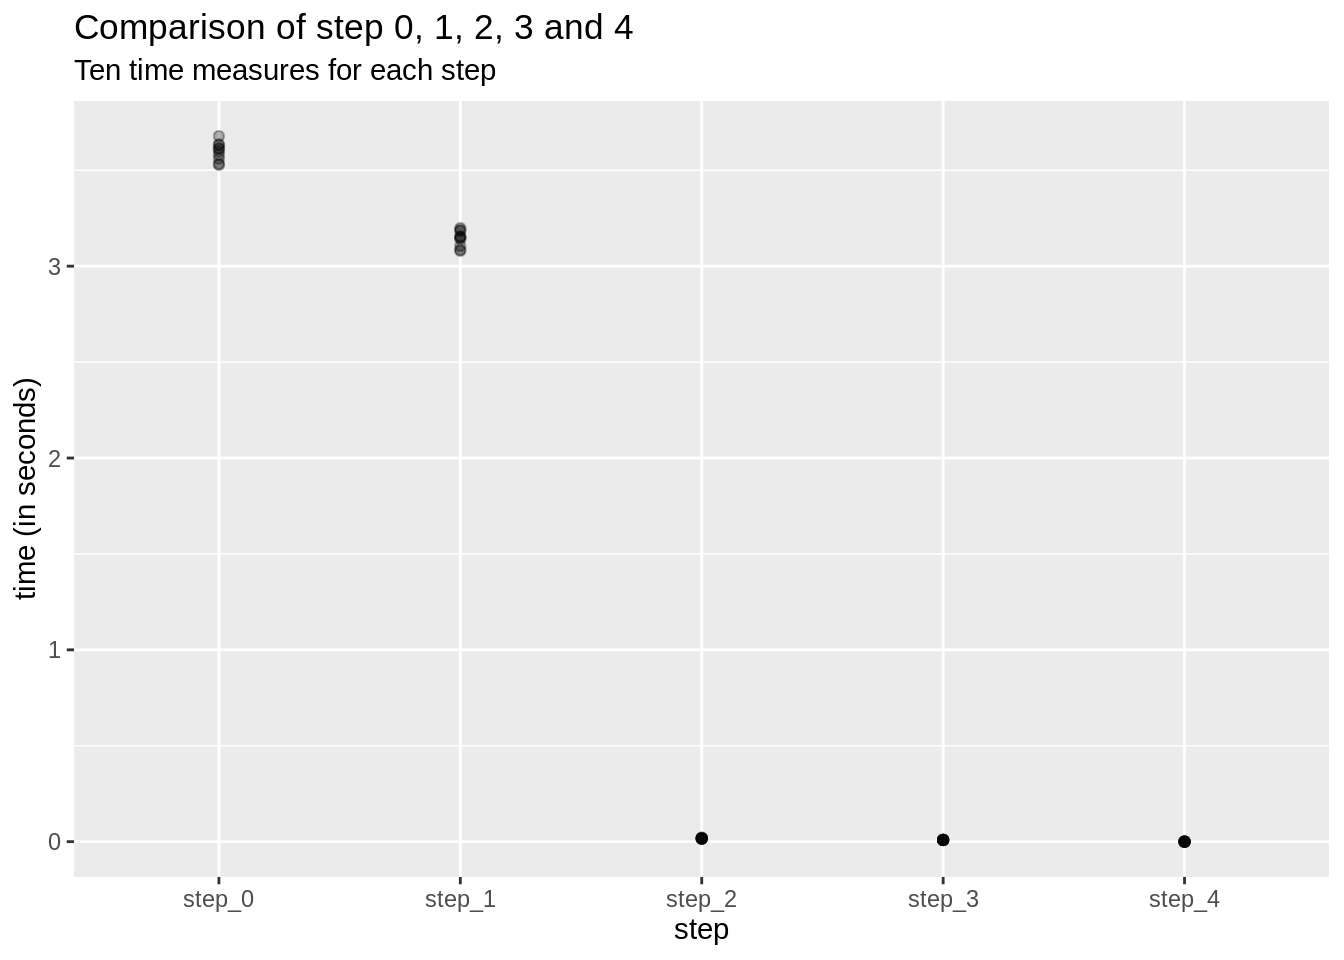 Comparison of step 0, 1, 2, 3 and 4
Ten time measures for each step
time (in seconds)
3
2
1
0
step_0
step_1
step_2
step_3
step_4
step